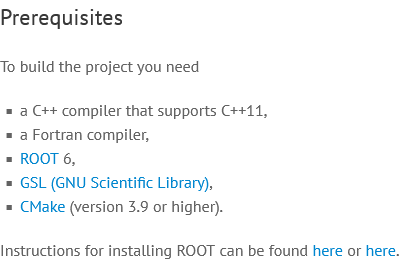 Prerequisites
To build the project you need
▪ a C++ compiler that supports C++11,
▪ a Fortran compiler,
▪ ROOT 6,
▪ GSL (GNU Scientific Library),
▪ CMake (version 3.9 or higher).
Instructions for installing ROOT can be found here or here.